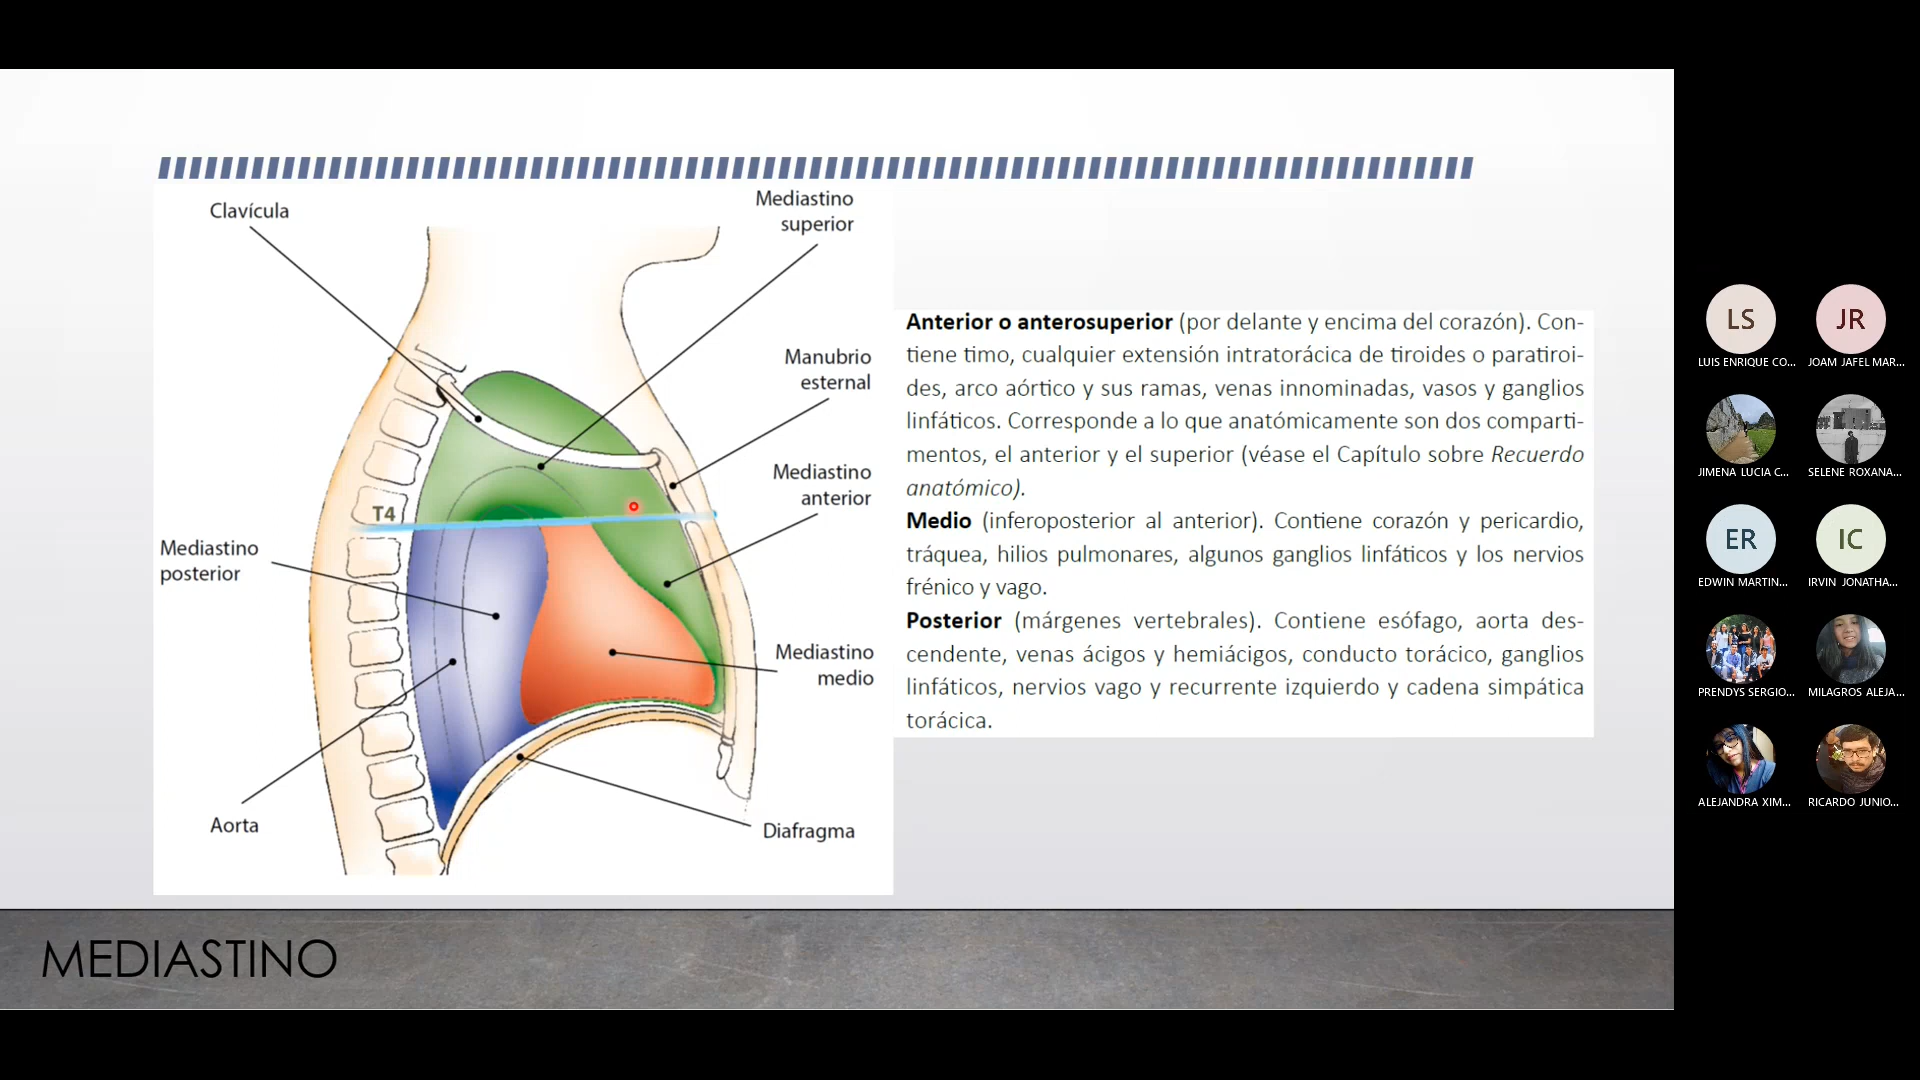 Clavícula
Mediastino
superior
Manubrio
esternal
Mediastino
anterior
T4
Mediastino
posterior
Mediastino
medio
Aorta
Diafragma
Anterior o anterosuperior (por delante y encima del corazón). Con-
tiene timo, cualquier extensión intratorácica de tiroides o paratiroi-
des, arco aórtico y sus ramas, venas innominadas, vasos y ganglios
linfáticos. Corresponde a lo que anatómicamente son dos comparti-
mentos, el anterior y el superior (véase el Capítulo sobre Recuerdo
anatómico).
Medio (inferoposterior al anterior). Contiene corazón y pericardio,
tráquea, hilios pulmonares, algunos ganglios linfáticos y los nervios
frénico y vago.
Posterior (márgenes vertebrales). Contiene esófago, aorta des-
cendente, venas ácigos y hemiácigos, conducto torácico, ganglios
linfáticos, nervios vago y recurrente izquierdo y cadena simpática
torácica.
MEDIASTINO
LS
LUIS ENRIQUE CO...
JR
JOAM JAFEL MAR...
JIMENA LUCIA C...
SELENE ROXANA...
ER
EDWIN MARTIN...
IC
IRVIN JONATHA...
PRENDYS SERGIO...
MILAGROS ALEJA...
ALEJANDRA XIM...
RICARDO JUNIO...